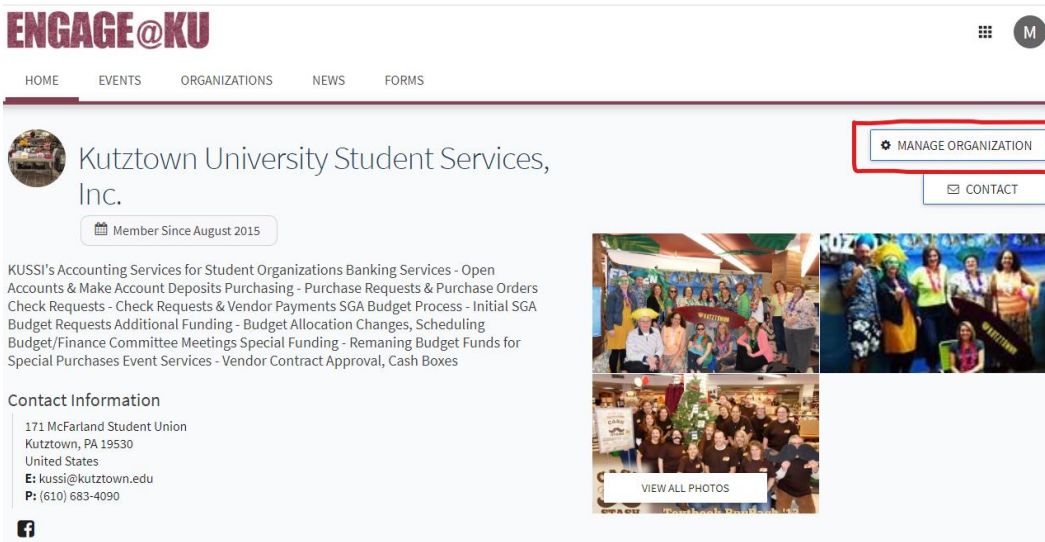 ENGAGE@KU
M
HOME EVENTS ORGANIZATIONS NEWS FORMS
MANAGE ORGANIZATION
Kutztown University Student Services,
Inc.
CONTACT
Member Since August 2015
KUSSI's Accounting Services for Student Organizations Banking Services - Open
Accounts & Make Account Deposits Purchasing - Purchase Requests & Purchase Orders
Check Requests - Check Requests & Vendor Payments SGA Budget Process - Initial SGA
Budget Requests Additional Funding - Budget Allocation Changes, Scheduling
Budget/Finance Committee Meetings Special Funding - Remaning Budget Funds for
Special Purchases Event Services - Vendor Contract Approval, Cash Boxes
Contact Information
171 McFarland Student Union
Kutztown, PA 19530
United States
E: kussi@kutztown.edu
P: (610) 683-4090
KUTZTOWN
CASH
VIEW ALL PHOTOS
STASH